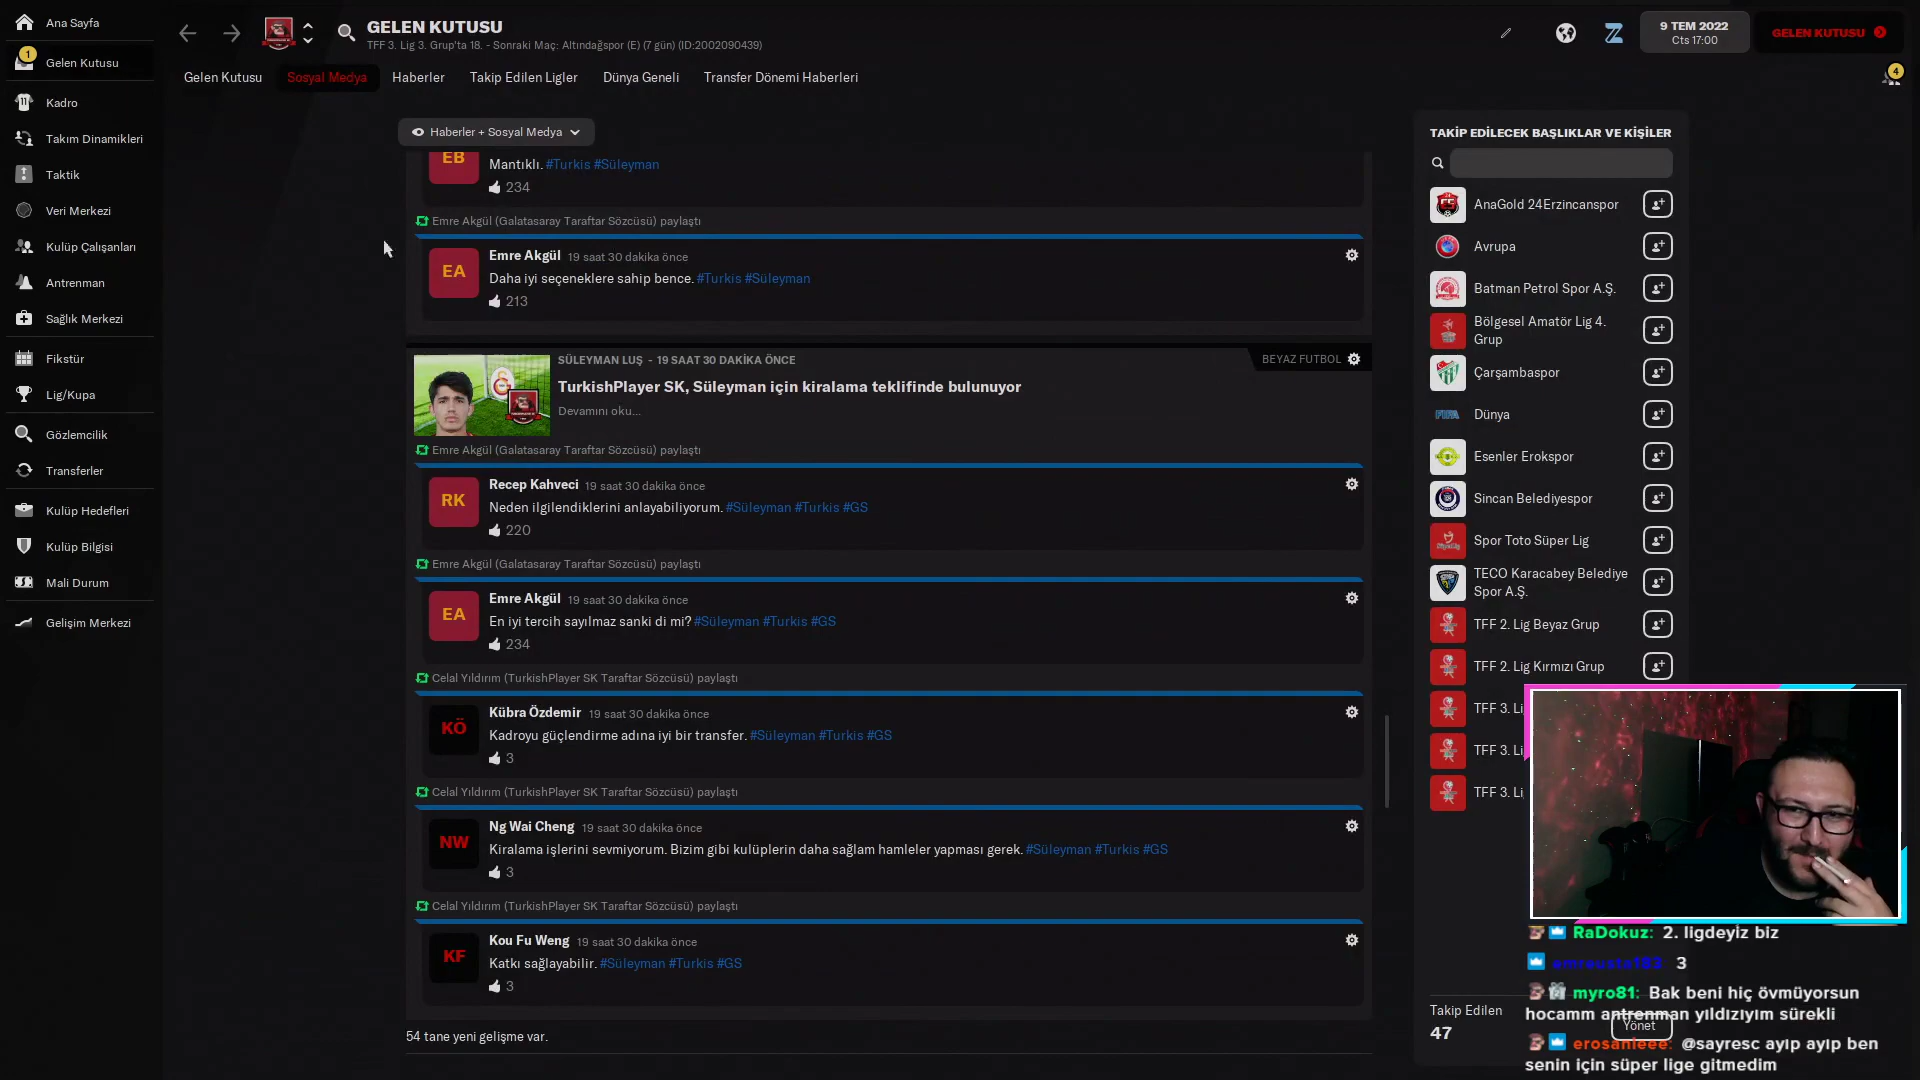 Ana Sayfa
1
Gelen Kutusu
Kadro
Takım Dinamikleri
Taktik
Veri Merkezi
Kulüp Çalışanları
Antrenman
Sağlık Merkezi
Fikstür
Lig/Kupa
Gözlemcilik
Transferler
Kulüp Hedefleri
Kulüp Bilgisi
Mali Durum
Gelişim Merkezi
GELEN KUTUSU
TFF 3. Lig 3. Grup'ta 18. - Sonraki Maç: Altındağspor (E) (7 gün) (ID:2002090439)
9 TEM 2022
Cts 17:00
GELEN KUTUSU
4
Gelen Kutusu
Sosyal Medya
Haberler
Takip Edilen Ligler
Dünya Geneli
Transfer Dönemi Haberleri
Haberler + Sosyal Medya
EB
Mantıklı. #Turkis #Süleyman
234
Emre Akgül (Galatasaray Taraftar Sözcüsü) paylaştı
EA
Emre Akgül 19 saat 30 dakika önce
Daha iyi seçeneklere sahip bence. #Turkis #Süleyman
213
SÜLEYMAN LUŞ - 19 SAAT 30 DAKİKA ÖNCE
BEYAZ FUTBOL
TurkishPlayer SK, Süleyman için kiralama teklifinde bulunuyor
Devamını oku...
Emre Akgül (Galatasaray Taraftar Sözcüsü) paylaştı
RK
Recep Kahveci 19 saat 30 dakika önce
Neden ilgilendiklerini anlayabiliyorum. #Süleyman #Turkis #GS
220
Emre Akgül (Galatasaray Taraftar Sözcüsü) paylaştı
EA
Emre Akgül 19 saat 30 dakika önce
En iyi tercih sayılmaz sanki di mi? #Süleyman #Turkis #GS
234
Celal Yıldırım (TurkishPlayer SK Taraftar Sözcüsü) paylaştı
KÖ
Kübra Özdemir 19 saat 30 dakika önce
Kadroyu güçlendirme adına iyi bir transfer. #Süleyman #Turkis #GS
3
Celal Yıldırım (TurkishPlayer SK Taraftar Sözcüsü) paylaştı
NW
Ng Wai Cheng 19 saat 30 dakika önce
Kiralama işlerini sevmiyorum. Bizim gibi kulüplerin daha sağlam hamleler yapması gerek. #Süleyman #Turkis #GS
3
Celal Yıldırım (TurkishPlayer SK Taraftar Sözcüsü) paylaştı
KF
Kou Fu Weng 19 saat 30 dakika önce
Katkı sağlayabilir. #Süleyman #Turkis #GS
3
54 tane yeni gelişme var.
TAKİP EDİLECEK BAŞLIKLAR VE KİŞİLER
AnaGold 24Erzincanspor
Avrupa
Batman Petrol Spor A.Ş.
Bölgesel Amatör Lig 4.
Grup
Çarşambaspor
FIFA
Dünya
Esenler Erokspor
Sincan Belediyespor
Spor Toto Süper Lig
TECO Karacabey Belediye
Spor A.Ş.
TFF 2. Lig Beyaz Grup
TFF 2. Lig Kırmızı Grup
TFF 3. Li
TFF 3. Li
TFF 3. Li
Takip Edilen
47
Yönet
RaDokuz: 2. ligdeyiz biz
3
myro81: Bak beni hiç övmüyorsun
hocamm antrenman yıldızıyım sürekli
erosanleee: @sayresc ayıp ayıp ben
senin için süper lige gitmedim